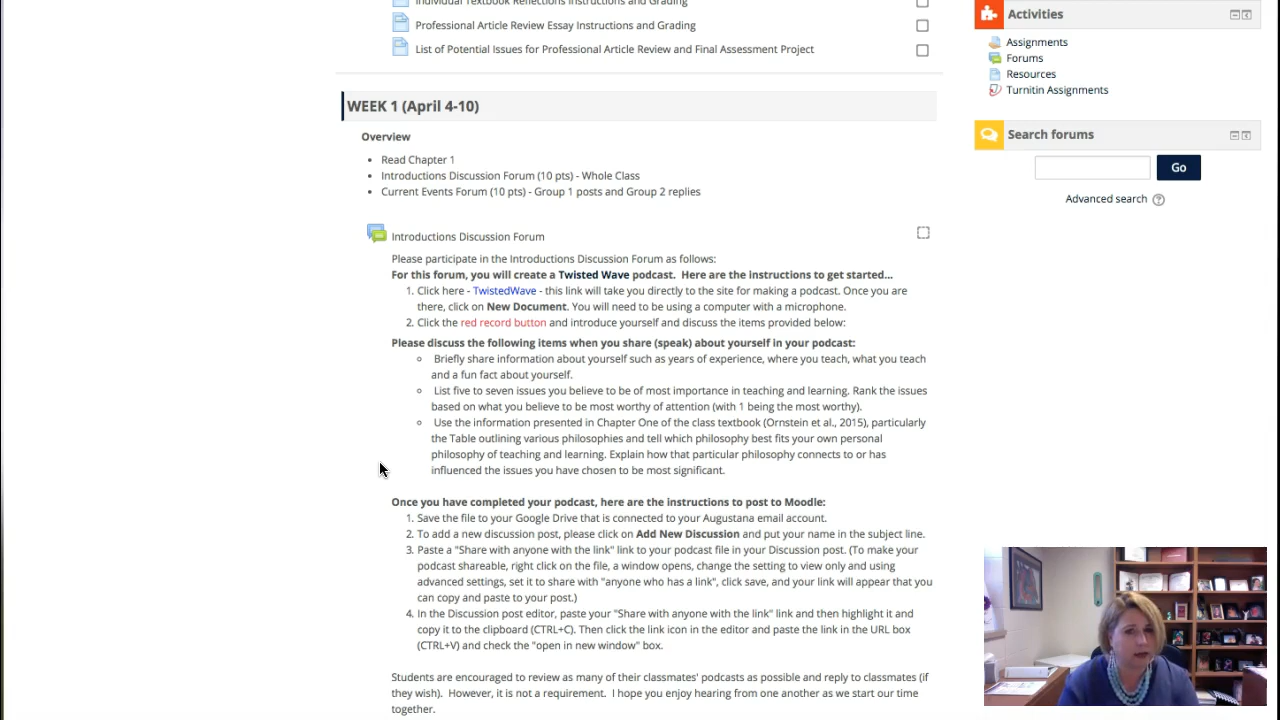 Individual Textbook Reflections Instructions and Grading
Professional Article Review Essay Instructions and Grading
List of Potential Issues for Professional Article Review and Final Assessment Project
WEEK 1 (April 4-10)
Overview
Read Chapter 1
Introductions Discussion Forum (10 pts) - Whole Class
Current Events Forum (10 pts) - Group 1 posts and Group 2 replies
Introductions Discussion Forum
Please participate in the Introductions Discussion Forum as follows:
For this forum, you will create a Twisted Wave podcast. Here are the instructions to get started...
1. Click here - TwistedWave - this link will take you directly to the site for making a podcast. Once you are
there, click on New Document. You will need to be using a computer with a microphone.
2. Click the red record button and introduce yourself and discuss the items provided below:
Please discuss the following items when you share (speak) about yourself in your podcast:
Briefly share information about yourself such as years of experience, where you teach, what you teach
and a fun fact about yourself.
List five to seven issues you believe to be of most importance in teaching and learning. Rank the issues
based on what you believe to be most worthy of attention (with 1 being the most worthy).
Use the information presented in Chapter One of the class textbook (Ornstein et al., 2015), particularly
the Table outlining various philosophies and tell which philosophy best fits your own personal
philosophy of teaching and learning. Explain how that particular philosophy connects to or has
influenced the issues you have chosen to be most significant.
Once you have completed your podcast, here are the instructions to post to Moodle:
1. Save the file to your Google Drive that is connected to your Augustana email account.
2. To add a new discussion post, please click on Add New Discussion and put your name in the subject line.
3. Paste a "Share with anyone with the link" link to your podcast file in your Discussion post. (To make your
podcast shareable, right click on the file, a window opens, change the setting to view only and using
advanced settings, set it to share with "anyone who has a link", click save, and your link will appear that you
can copy and paste to your post.)
4. In the Discussion post editor, paste your "Share with anyone with the link" link and then highlight it and
copy it to the clipboard (CTRL+C). Then click the link icon in the editor and paste the link in the URL box
(CTRL+V) and check the "open in new window" box.
Students are encouraged to review as many of their classmates' podcasts as possible and reply to classmates (if
they wish). However, it is not a requirement. I hope you enjoy hearing from one another as we start our time
together.
Activities
Assignments
Forums
Resources
Turnitin Assignments
Search forums
Go
Advanced search ?